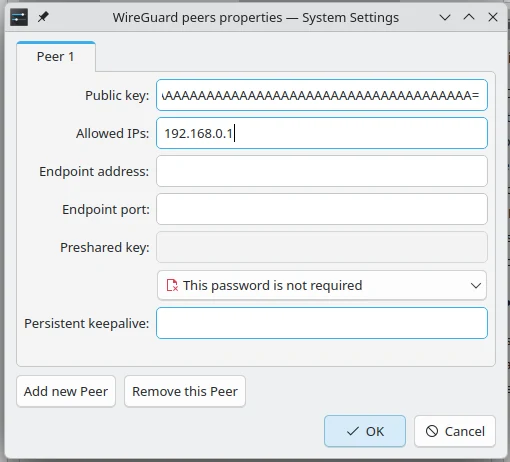 WireGuard peers properties — System Settings
Peer 1
Public key: AAAAAAAAAAAAAAAAAAAAAAAAAAAAAAAAAAAAAA=
Allowed IPs: 192.168.0.1
Endpoint address:
Endpoint port:
Preshared key:
This password is not required
Persistent keepalive:
Add new Peer Remove this Peer
OK Cancel